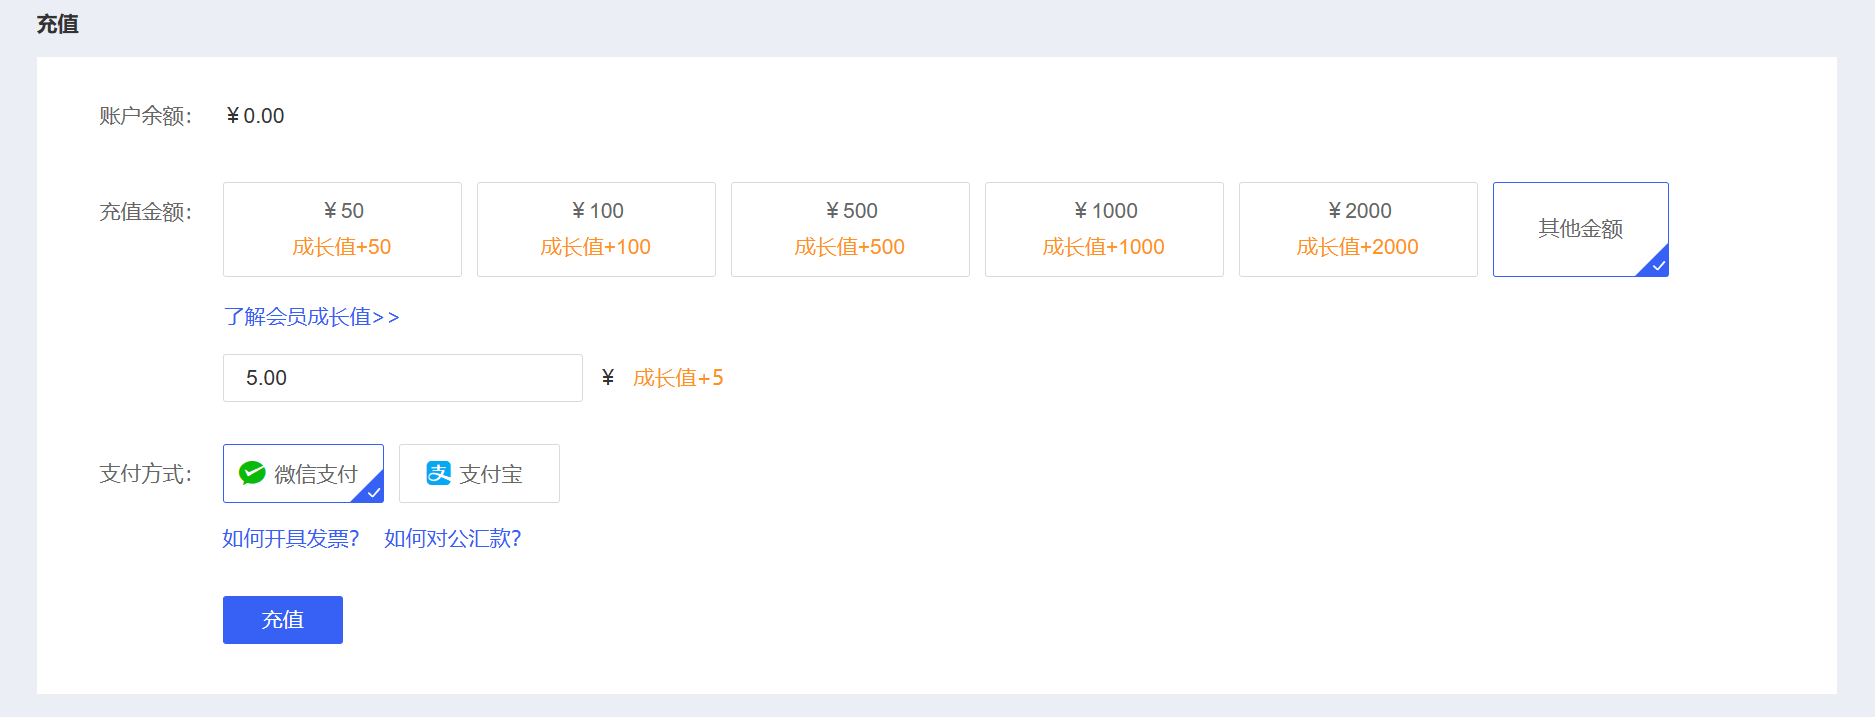 充值
账户余额： ¥ 0.00
充值金额： ¥ 50 ¥ 100 ¥ 500 ¥ 1000 ¥ 2000 其他金额
成长值+50 成长值+100 成长值+500 成长值+1000 成长值+2000
了解会员成长值>>
5.00 ¥ 成长值+5
支付方式： 微信支付 支 支付宝
如何开具发票？ 如何对公汇款？
充值